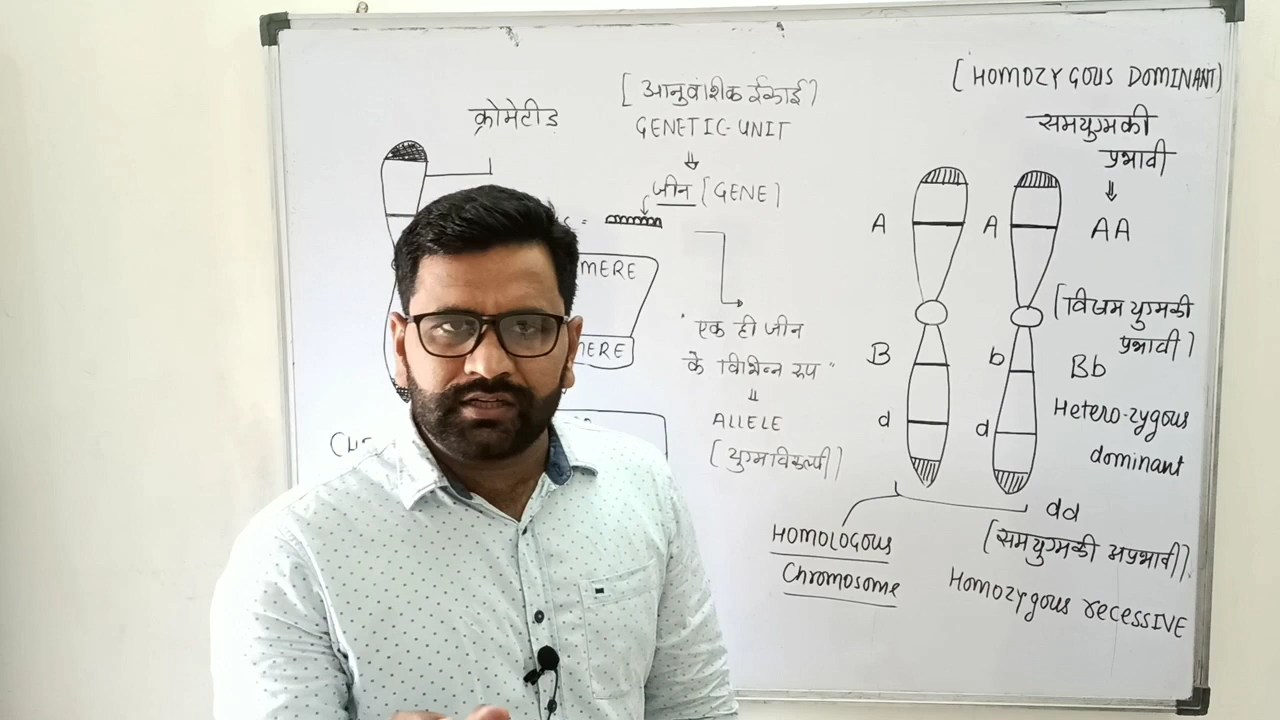 क्रोमेटीड
[आनुवांशीक ईकाई]
GENETIC-UNIT
जीन [GENE]
=
MERE
MERE
"एक ही जीन
के विभिन्न रुप"
ALLELE
[युग्मविकल्पी]
[HOMOZYGOUS DOMINANT]
समयुग्मकी
प्रभावी
A A AA
[विषम युग्मकी
प्रभावी]
B b Bb
Hetero-zygous
dominant
d d
dd
[समयुग्मकी अप्रभावी]
Homozygous recessIVE
HOMOLOGOUS
Chromosome